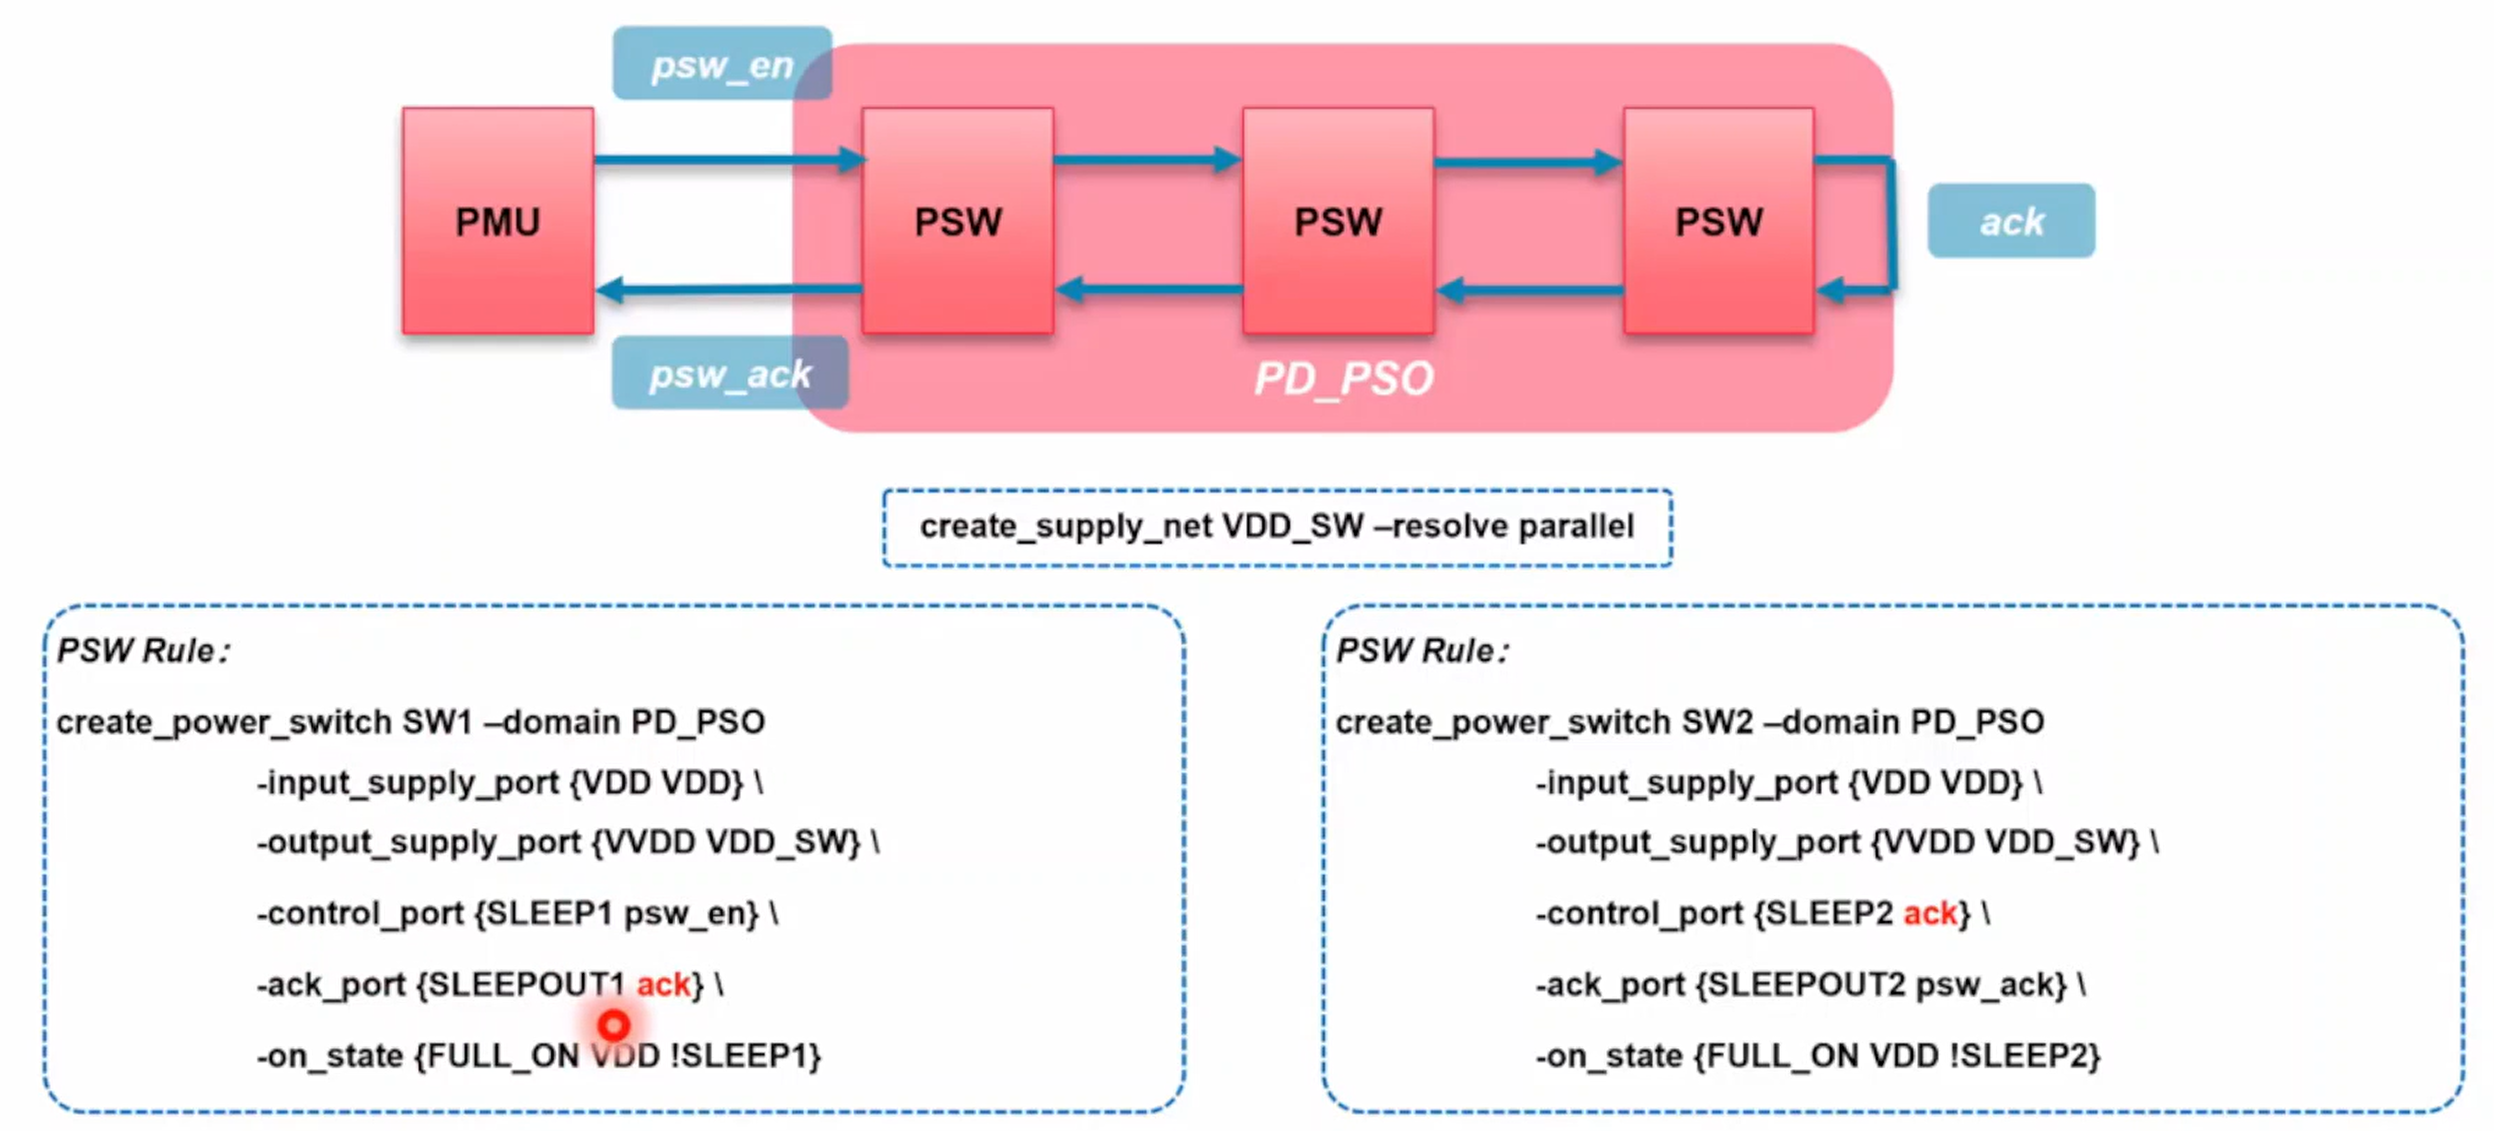 psw_en
PMU
PSW
PSW
PSW
ack
psw_ack
PD_PSO
create_supply_net VDD_SW –resolve parallel
PSW Rule:
create_power_switch SW1 –domain PD_PSO
-input_supply_port {VDD VDD} \
-output_supply_port {VVDD VDD_SW} \
-control_port {SLEEP1 psw_en} \
-ack_port {SLEEPOUT1 ack} \
-on_state {FULL_ON VDD !SLEEP1}
PSW Rule:
create_power_switch SW2 –domain PD_PSO
-input_supply_port {VDD VDD} \
-output_supply_port {VVDD VDD_SW} \
-control_port {SLEEP2 ack} \
-ack_port {SLEEPOUT2 psw_ack} \
-on_state {FULL_ON VDD !SLEEP2}